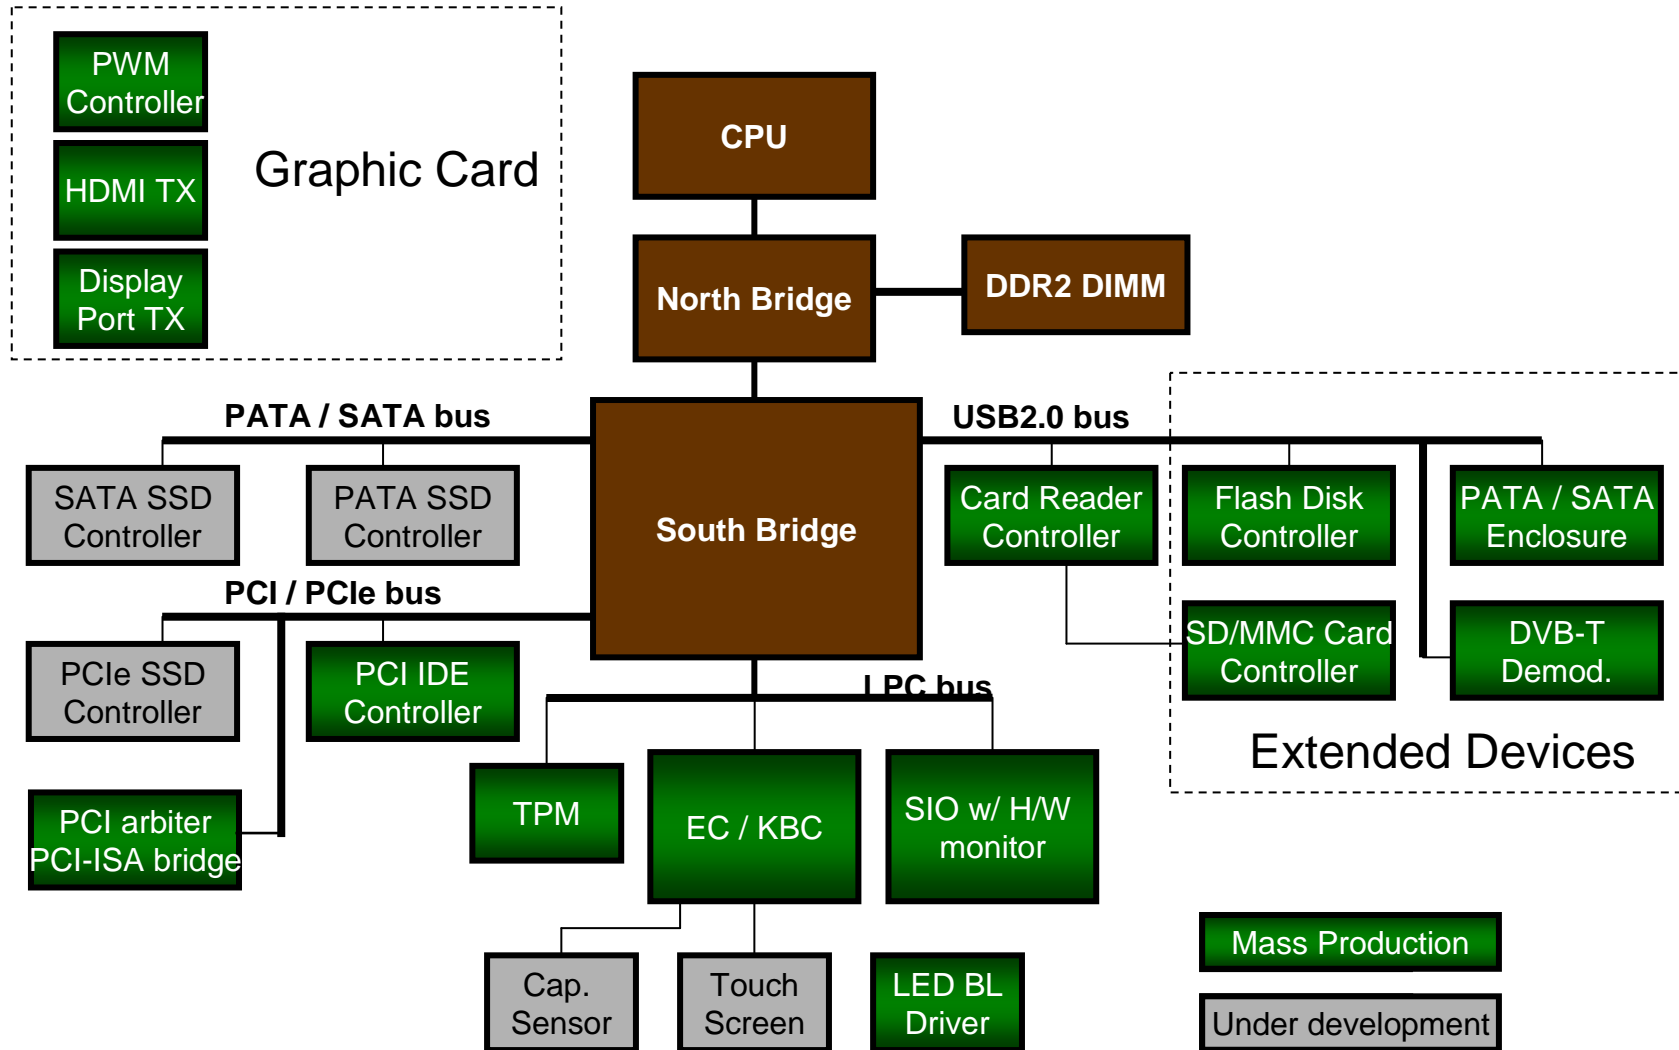 PWM
Controller
HDMI TX
Display
Port TX
Graphic Card
CPU
North Bridge
DDR2 DIMM
PATA / SATA bus
USB2.0 bus
SATA SSD
Controller
PATA SSD
Controller
South Bridge
Card Reader
Controller
Flash Disk
Controller
PATA / SATA
Enclosure
PCI / PCIe bus
PCIe SSD
Controller
PCI IDE
Controller
SD/MMC Card
Controller
DVB-T
Demod.
LPC bus
Extended Devices
PCI arbiter
PCI-ISA bridge
TPM
EC / KBC
SIO w/ H/W
monitor
Cap.
Sensor
Touch
Screen
LED BL
Driver
Mass Production
Under development